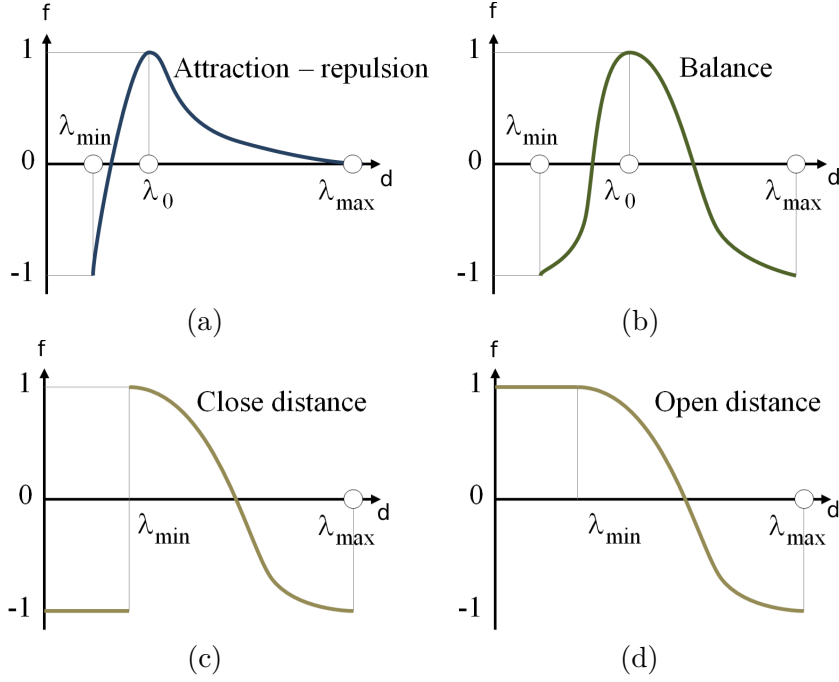 f
1
Attraction – repulsion
λmin
0
λ0
λmax
d
-1
(a)
f
1
Balance
λmin
0
λ0
λmax
d
-1
(b)
f
1
Close distance
0
λmin
λmax
d
-1
(c)
f
1
Open distance
0
λmin
λmax
d
-1
(d)